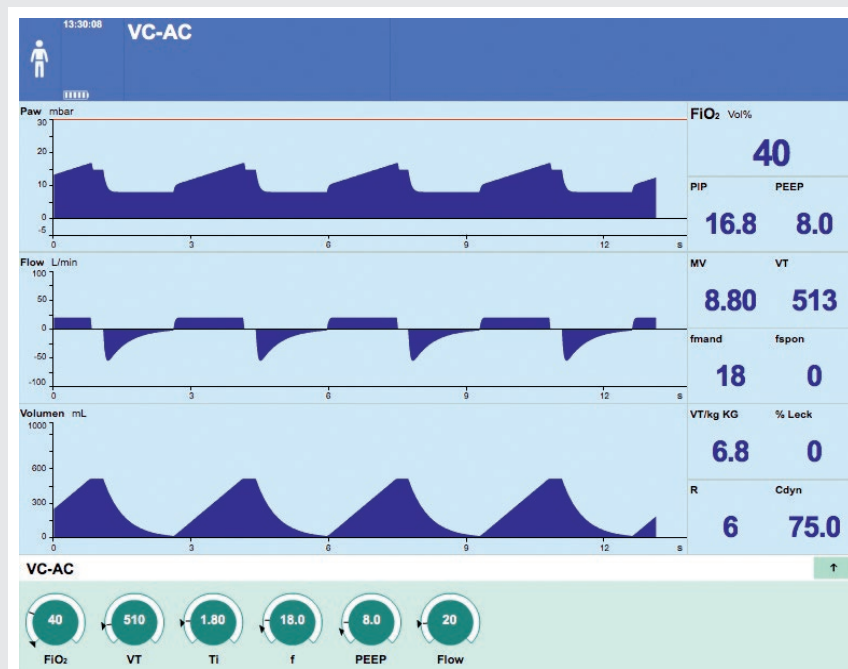 13:30:08
VC-AC
Paw mbar
30
20
10
0
-5
0 3 6 9 12 s
Flow L/min
100
50
0
-50
-100
0 3 6 9 12 s
Volumen mL
1000
600
300
0
0 3 6 9 12 s
FiO₂ Vol%
40
PIP PEEP
16.8 8.0
MV VT
8.80 513
fmand fspon
18 0
VT/kg KG % Leck
6.8 0
R Cdyn
6 75.0
VC-AC
40 510 1.80 18.0 8.0 20
FiO₂ VT Ti f PEEP Flow